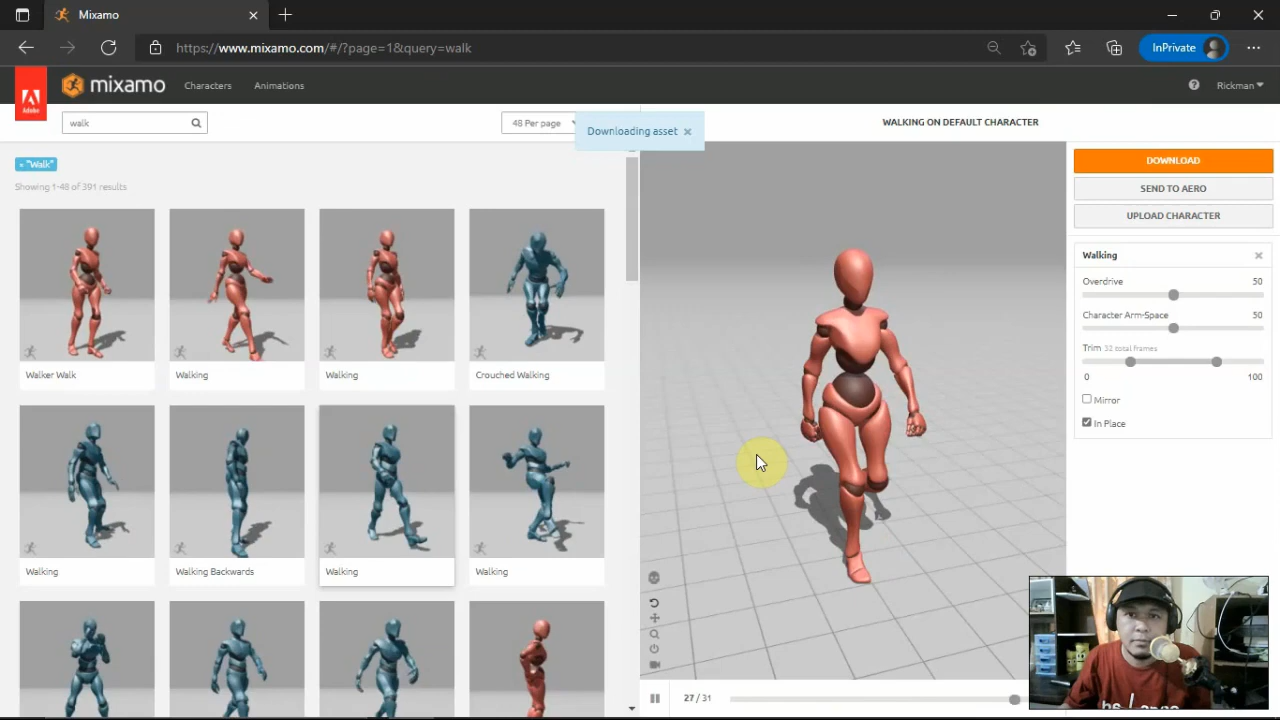 Mixamo
https://www.mixamo.com/#/?page=1&query=walk
InPrivate
Adobe
mixamo
Characters
Animations
Rickman
walk
48 Per page
Downloading asset
WALKING ON DEFAULT CHARACTER
« "Walk"
Showing 1-48 of 391 results
DOWNLOAD
SEND TO AERO
UPLOAD CHARACTER
Walking
Overdrive 50
Character Arm-Space 50
Trim 32 total frames
0 100
Mirror
In Place
Walker Walk
Walking
Walking
Crouched Walking
Walking
Walking Backwards
Walking
Walking
27 / 31